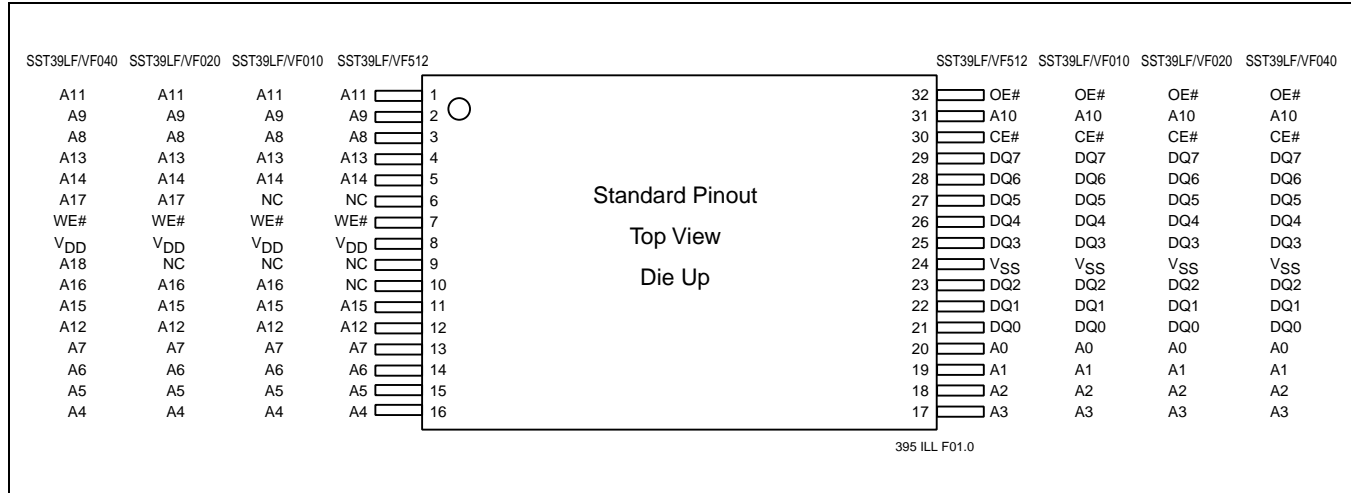 SST39LF/VF040 SST39LF/VF020 SST39LF/VF010 SST39LF/VF512 SST39LF/VF512 SST39LF/VF010 SST39LF/VF020 SST39LF/VF040
A11 A11 A11 A11 1 32 OE# OE# OE# OE#
A9 A9 A9 A9 2 31 A10 A10 A10 A10
A8 A8 A8 A8 3 30 CE# CE# CE# CE#
A13 A13 A13 A13 4 29 DQ7 DQ7 DQ7 DQ7
A14 A14 A14 A14 5 28 DQ6 DQ6 DQ6 DQ6
A17 A17 NC NC 6 Standard Pinout 27 DQ5 DQ5 DQ5 DQ5
WE# WE# WE# WE# 7 26 DQ4 DQ4 DQ4 DQ4
VDD VDD VDD VDD 8 Top View 25 DQ3 DQ3 DQ3 DQ3
A18 NC NC NC 9 24 VSS VSS VSS VSS
A16 A16 A16 NC 10 Die Up 23 DQ2 DQ2 DQ2 DQ2
A15 A15 A15 A15 11 22 DQ1 DQ1 DQ1 DQ1
A12 A12 A12 A12 12 21 DQ0 DQ0 DQ0 DQ0
A7 A7 A7 A7 13 20 A0 A0 A0 A0
A6 A6 A6 A6 14 19 A1 A1 A1 A1
A5 A5 A5 A5 15 18 A2 A2 A2 A2
A4 A4 A4 A4 16 17 A3 A3 A3 A3
395 ILL F01.0